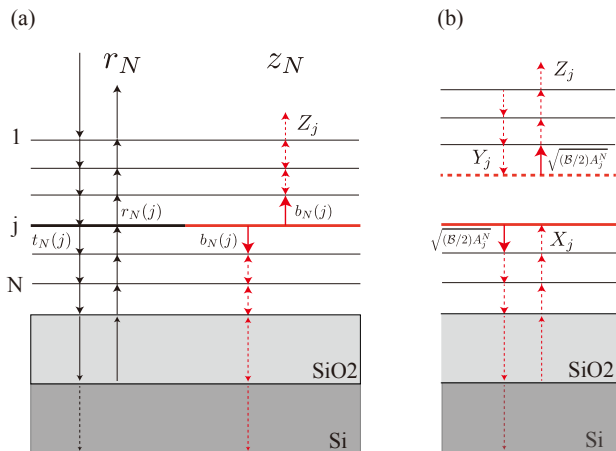 (a)
r_N
z_N
1
Z_j
j
r_N(j)
b_N(j)
t_N(j)
b_N(j)
N
SiO2
Si
(b)
Z_j
Y_j
√(B/2)A_j^N
√(B/2)A_j^N
X_j
SiO2
Si